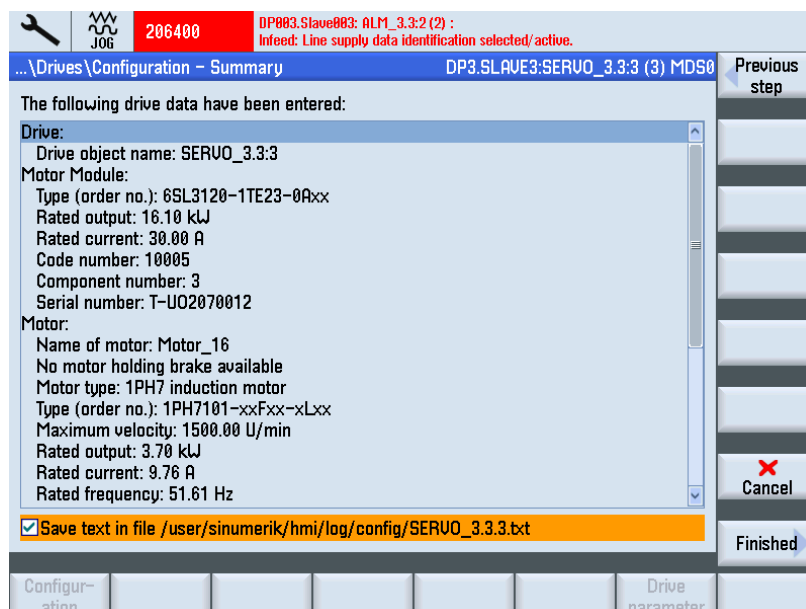 JOG
206400
DP003.Slave003: ALM_3.3:2 (2) :
Infeed: Line supply data identification selected/active.
...\Drives\Configuration - Summary
DP3.SLAVE3:SERVO_3.3:3 (3) MDS0
Previous
step
The following drive data have been entered:
Drive:
Drive object name: SERVO_3.3:3
Motor Module:
Type (order no.): 6SL3120-1TE23-0Axx
Rated output: 16.10 kW
Rated current: 30.00 A
Code number: 10005
Component number: 3
Serial number: T-UO2070012
Motor:
Name of motor: Motor_16
No motor holding brake available
Motor type: 1PH7 induction motor
Type (order no.): 1PH7101-xxFxx-xLxx
Maximum velocity: 1500.00 U/min
Rated output: 3.70 kW
Rated current: 9.76 A
Rated frequency: 51.61 Hz
Cancel
Save text in file /user/sinumerik/hmi/log/config/SERVO_3.3.3.txt
Finished
Configur-
ation
Drive
parameter